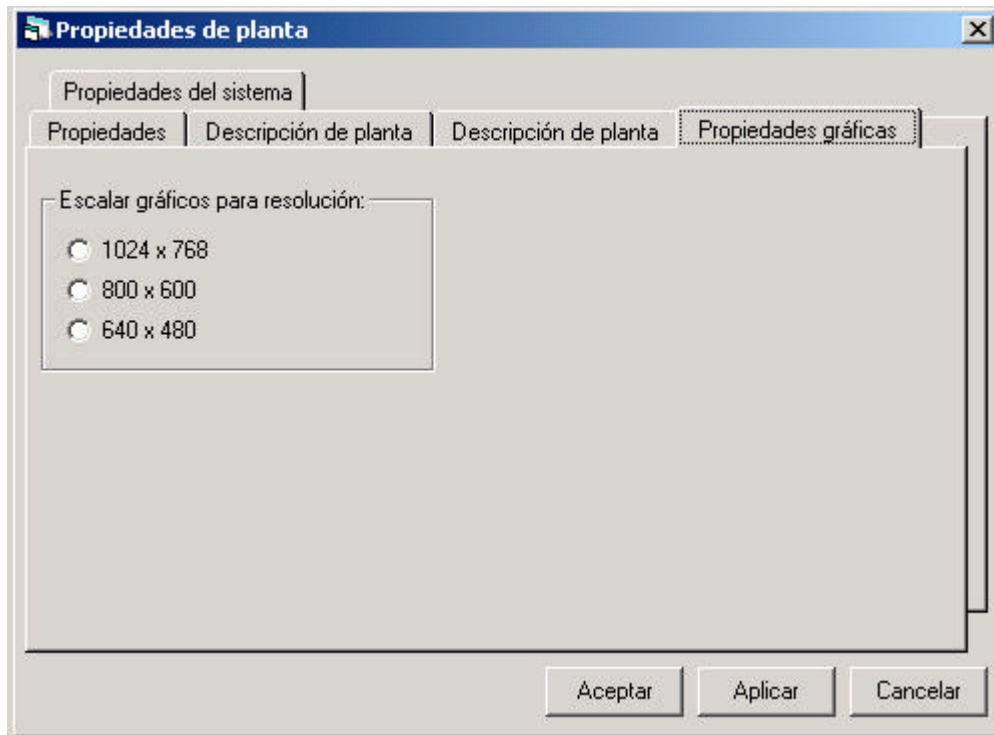 Propiedades de planta
Propiedades del sistema
Propiedades Descripción de planta Descripción de planta Propiedades gráficas
Escalar gráficos para resolución:
1024 x 768
800 x 600
640 x 480
Aceptar Aplicar Cancelar